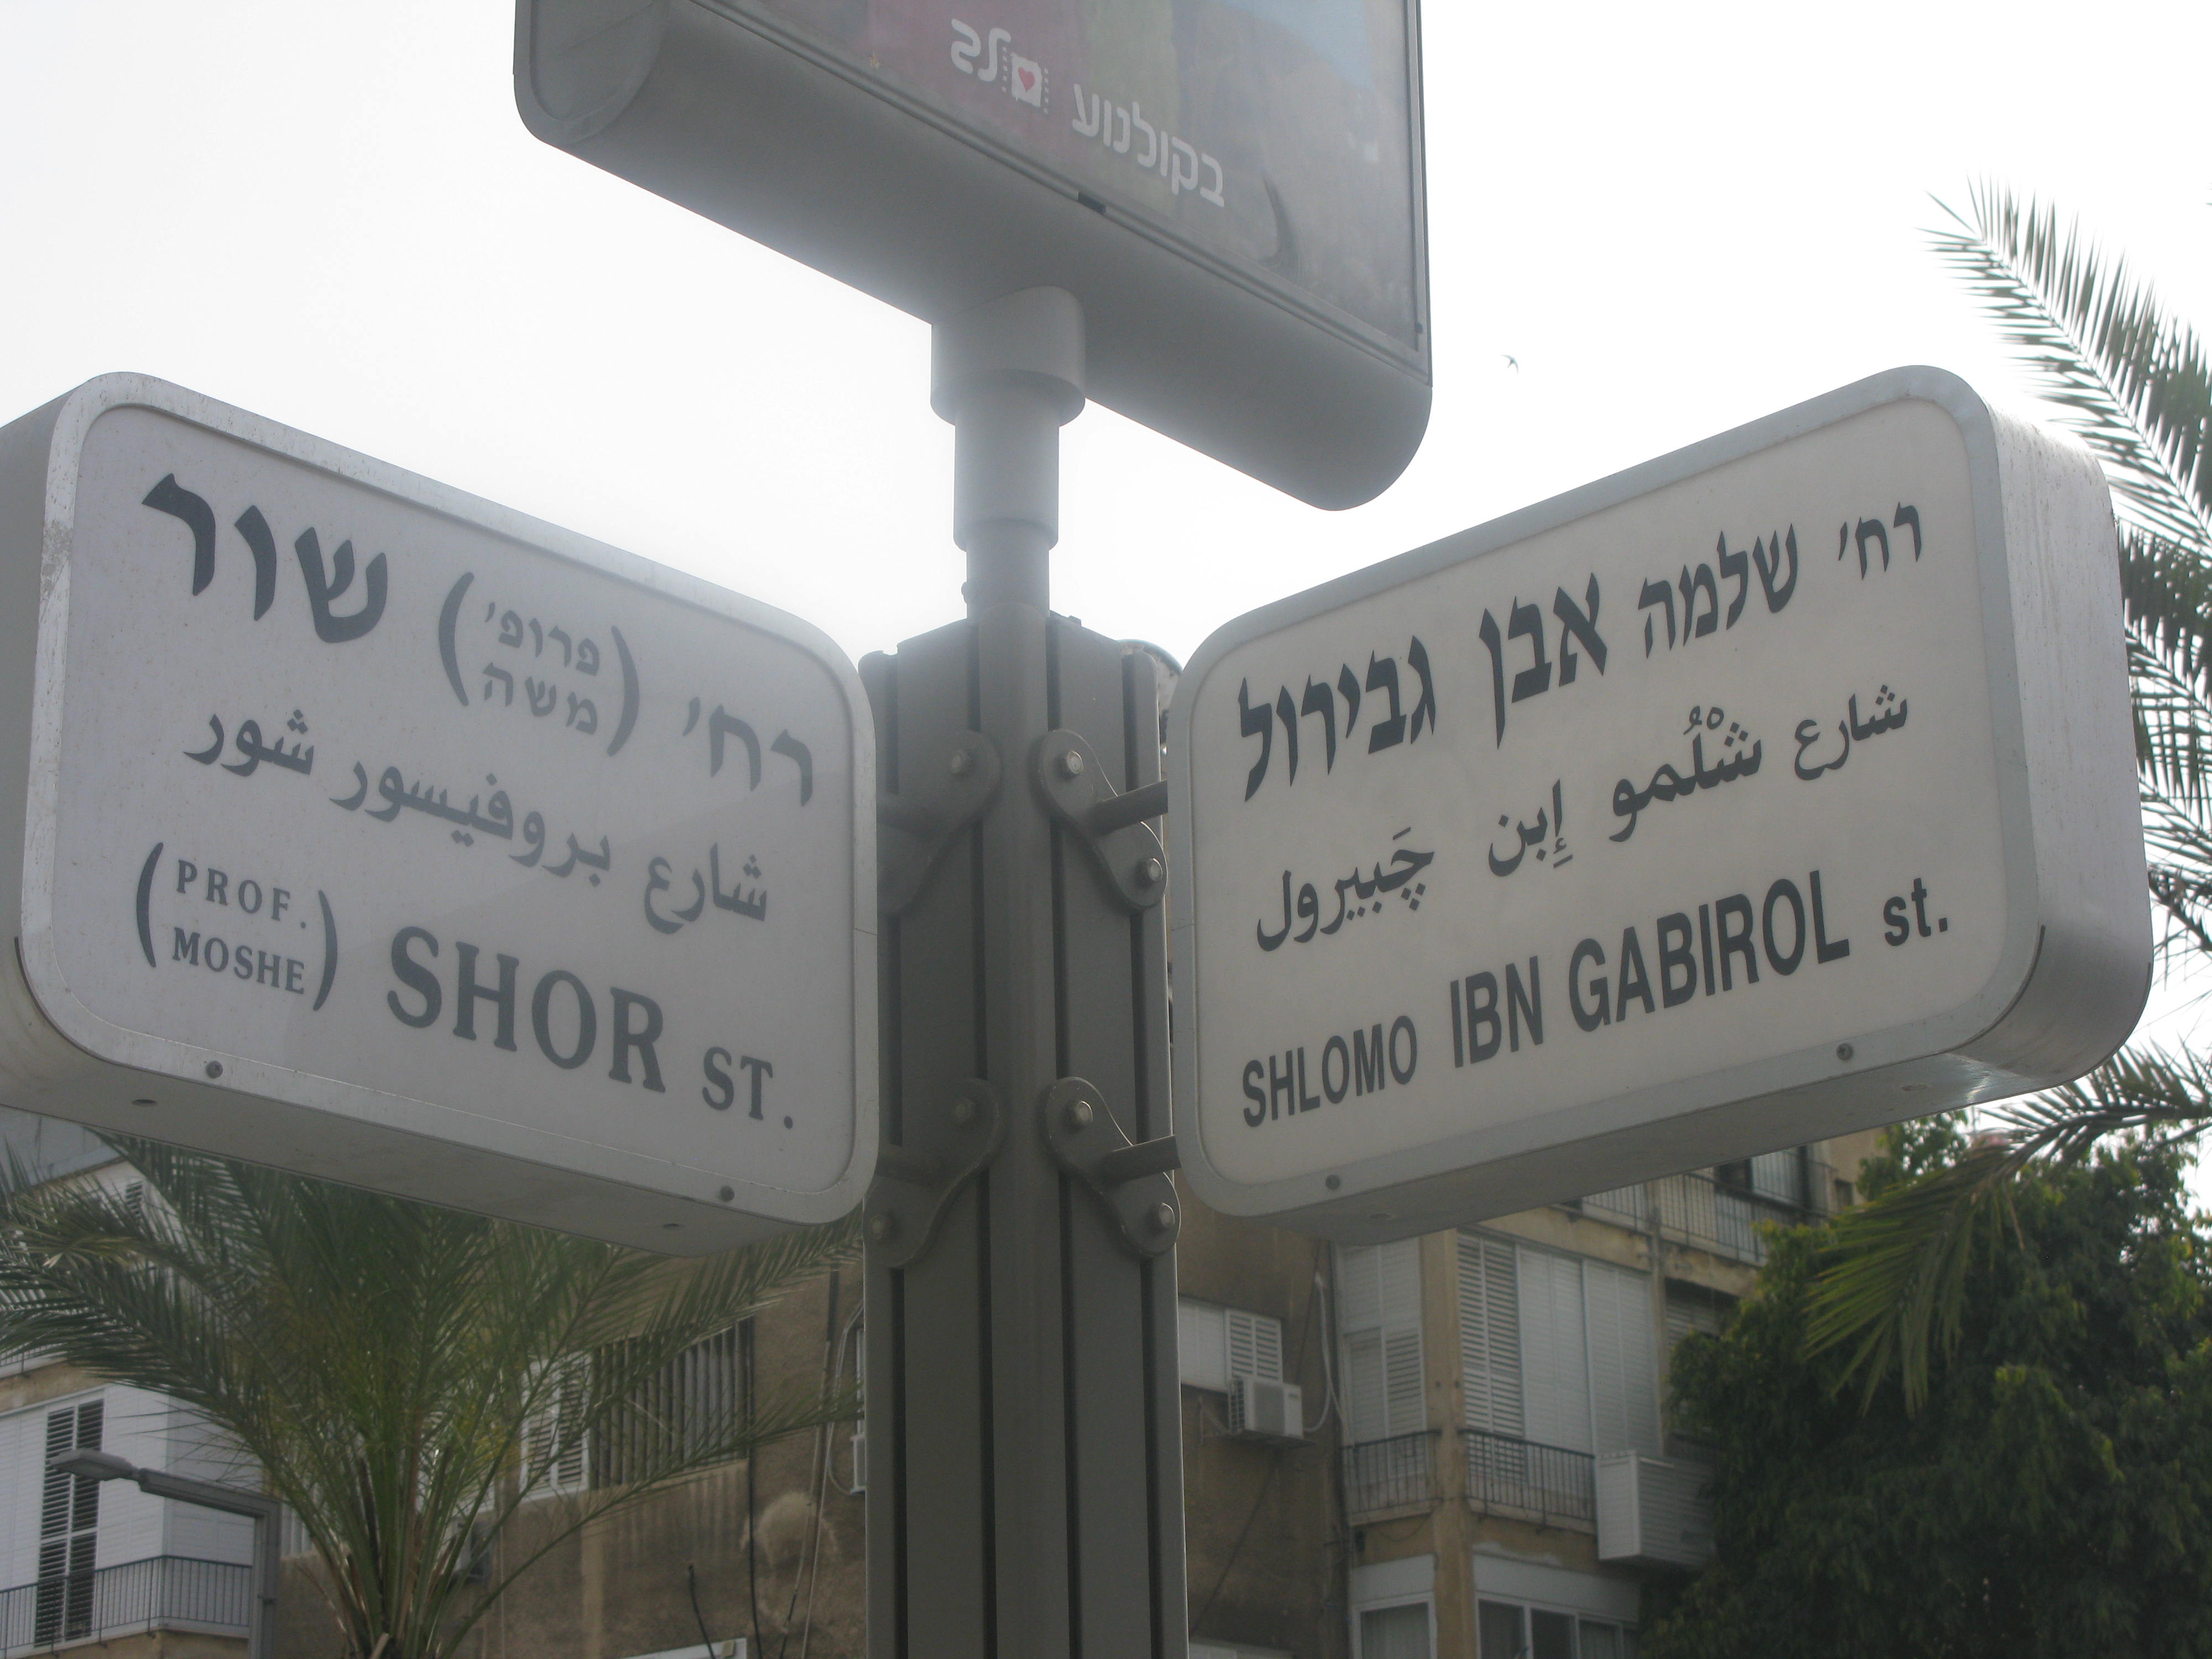 בקולנוע לב
רח' (פרופ' משה) שור
شارع بروفيسور شور
(PROF. MOSHE) SHOR ST.
רח' שלמה אבן גבירול
شارع شْلُمو إِبن چَبيرول
SHLOMO IBN GABIROL st.